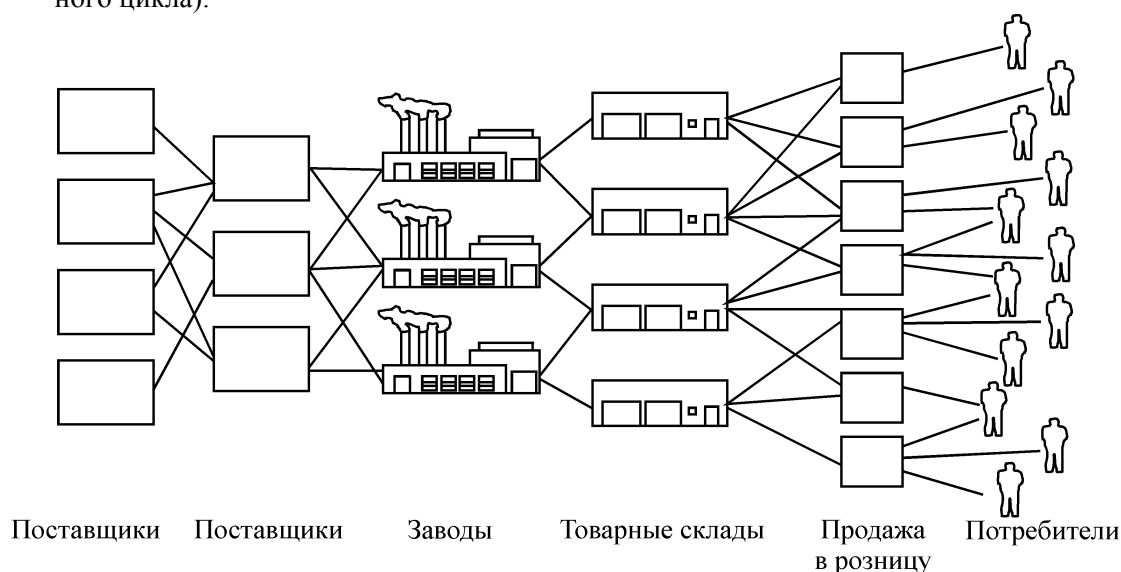 ного цикла).
Поставщики Поставщики Заводы Товарные склады Продажа Потребители
в розницу